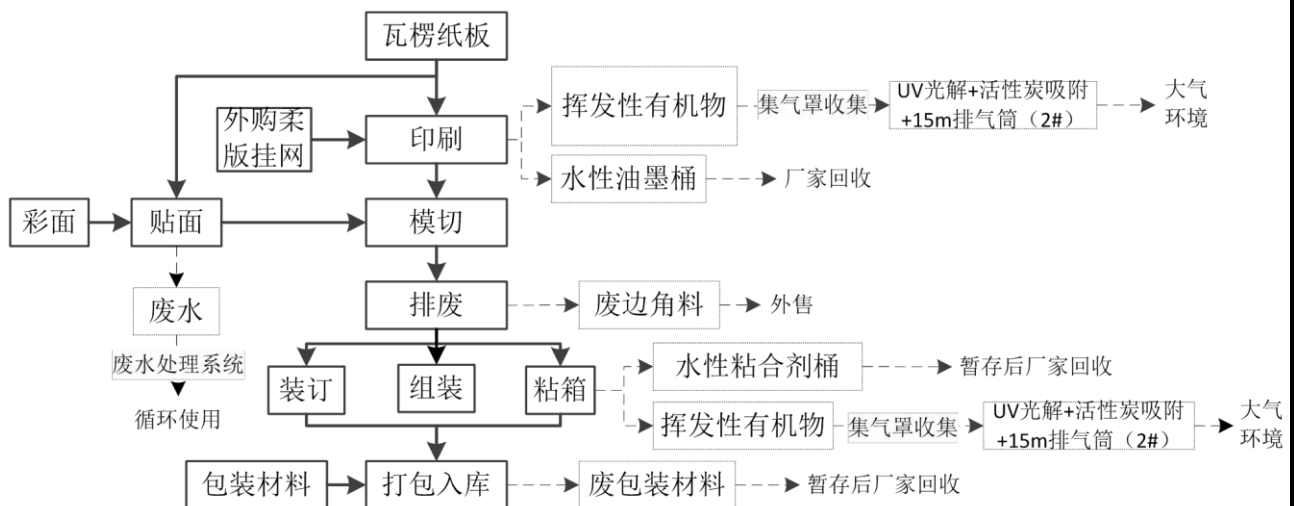 瓦楞纸板
外购柔
版挂网
印刷
挥发性有机物
集气罩收集
UV光解+活性炭吸附
+15m排气筒（2#）
大气
环境
水性油墨桶
厂家回收
彩面
贴面
模切
废水
废水处理系统
循环使用
排废
废边角料
外售
装订
组装
粘箱
水性粘合剂桶
暂存后厂家回收
挥发性有机物
集气罩收集
UV光解+活性炭吸附
+15m排气筒（2#）
大气
环境
包装材料
打包入库
废包装材料
暂存后厂家回收